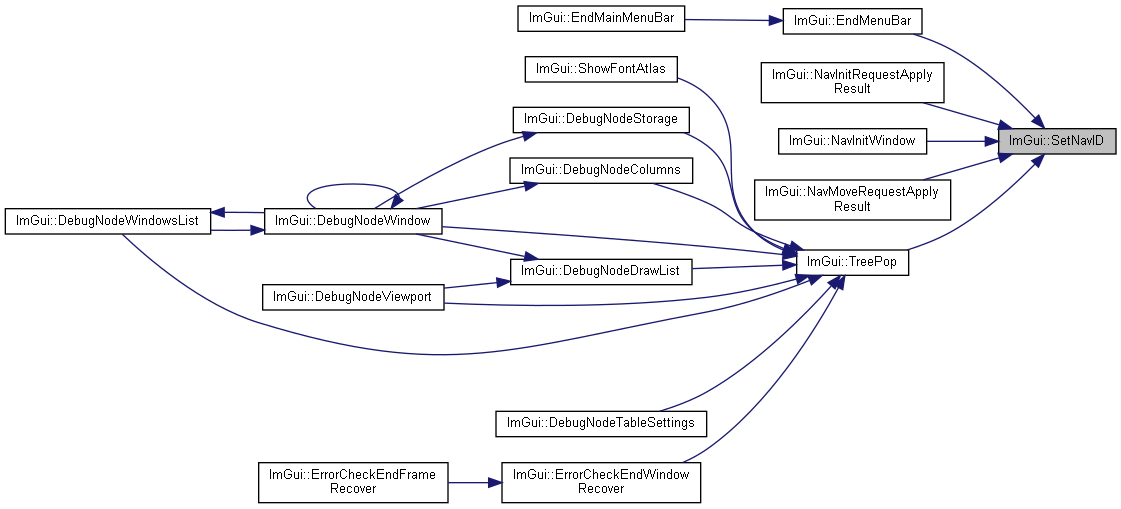 ImGui::EndMainMenuBar
ImGui::EndMenuBar
ImGui::ShowFontAtlas
ImGui::NavInitRequestApply
Result
ImGui::DebugNodeStorage
ImGui::NavInitWindow
ImGui::SetNavID
ImGui::DebugNodeColumns
ImGui::NavMoveRequestApply
Result
ImGui::DebugNodeWindowsList
ImGui::DebugNodeWindow
ImGui::TreePop
ImGui::DebugNodeDrawList
ImGui::DebugNodeViewport
ImGui::DebugNodeTableSettings
ImGui::ErrorCheckEndFrame
Recover
ImGui::ErrorCheckEndWindow
Recover